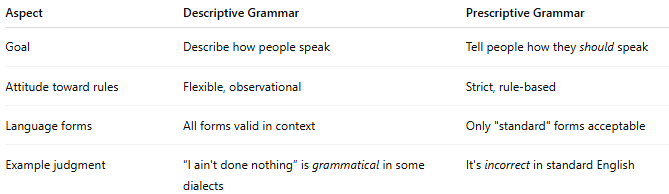 Aspect Descriptive Grammar Prescriptive Grammar
Goal Describe how people speak Tell people how they should speak
Attitude toward rules Flexible, observational Strict, rule-based
Language forms All forms valid in context Only "standard" forms acceptable
Example judgment “I ain't done nothing” is grammatical in some It's incorrect in standard English
dialects